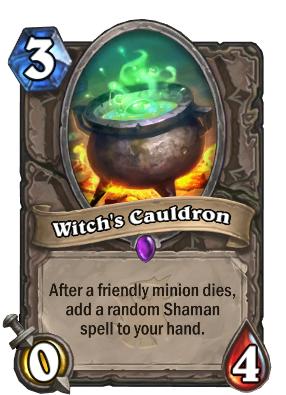 3
Witch's Cauldron
After a friendly minion dies,
add a random Shaman
spell to your hand.
0
4